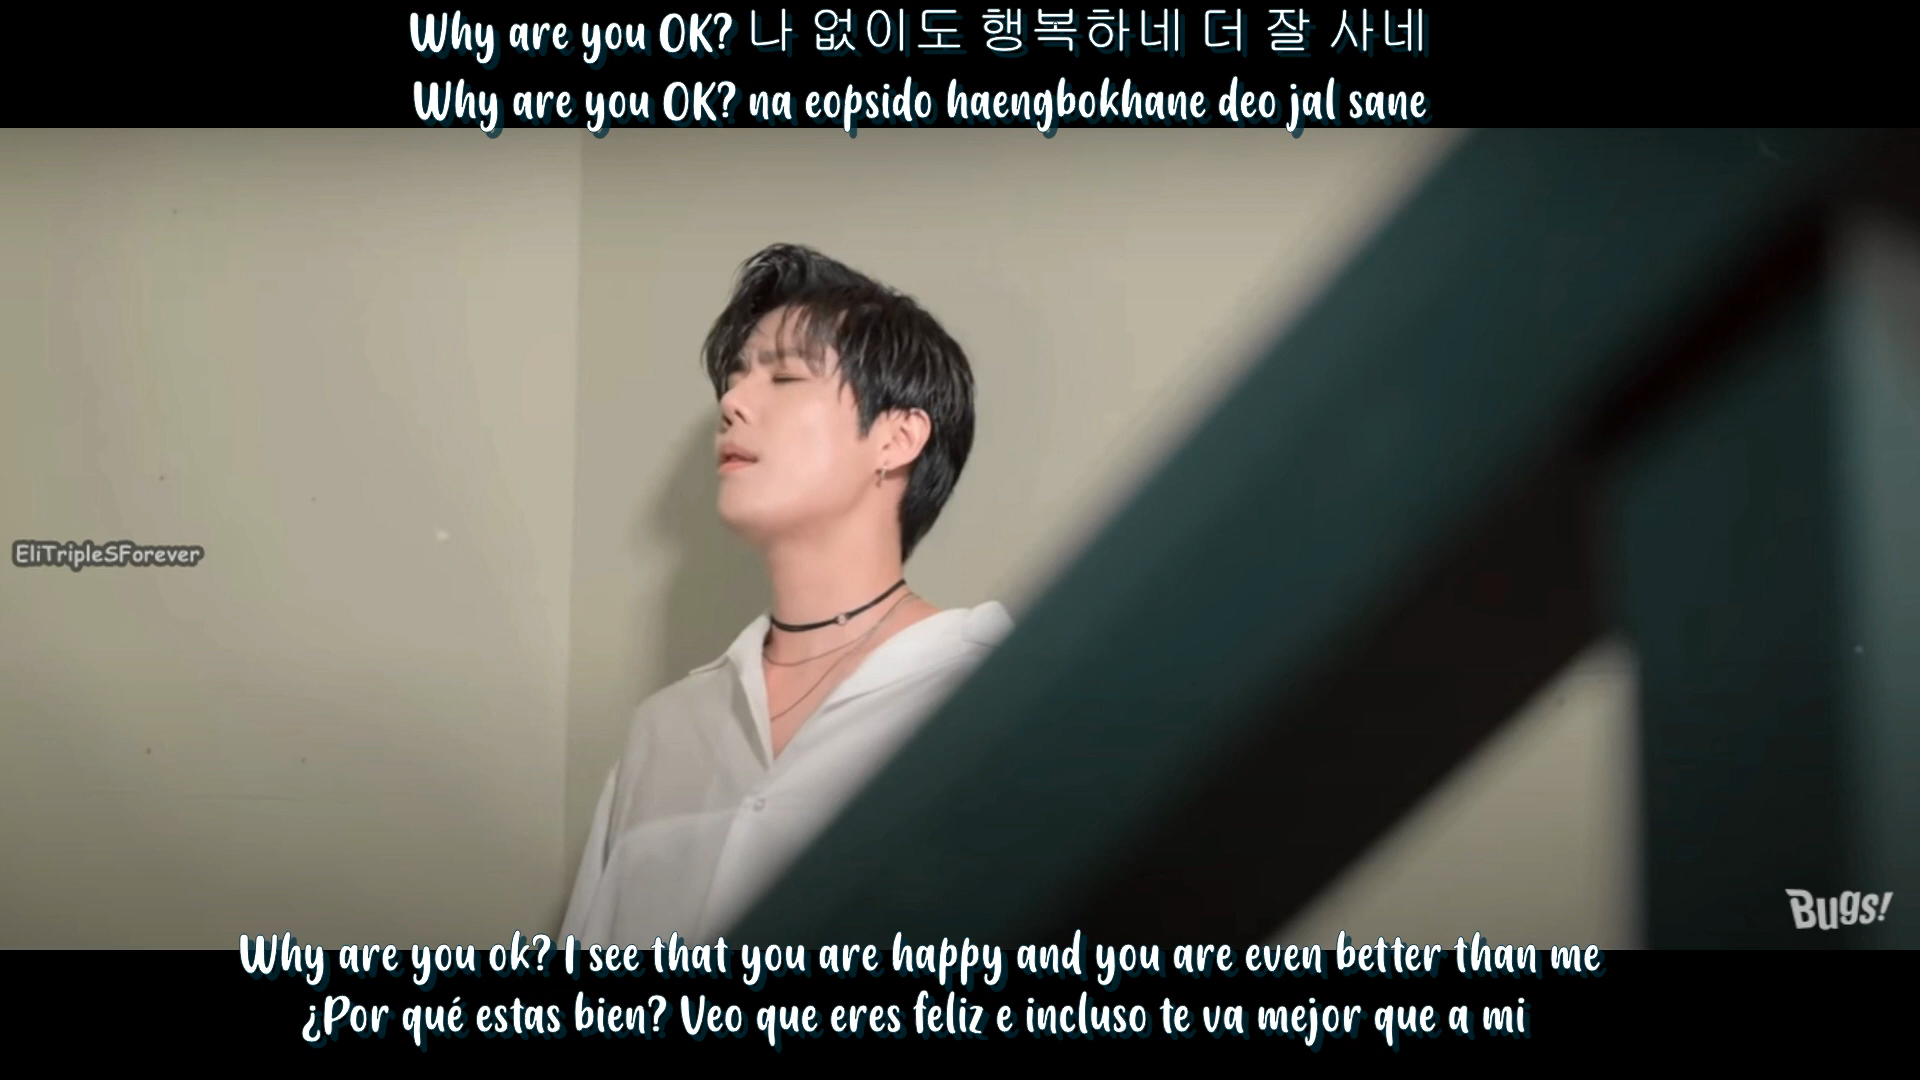 Why are you OK? 나 없이도 행복하네 더 잘 사네
Why are you OK? na eopsido haengbokhane deo jal sane
EliTripleSForever
Bugs!
Why are you ok? I see that you are happy and you are even better than me
¿Por qué estas bien? Veo que eres feliz e incluso te va mejor que a mi